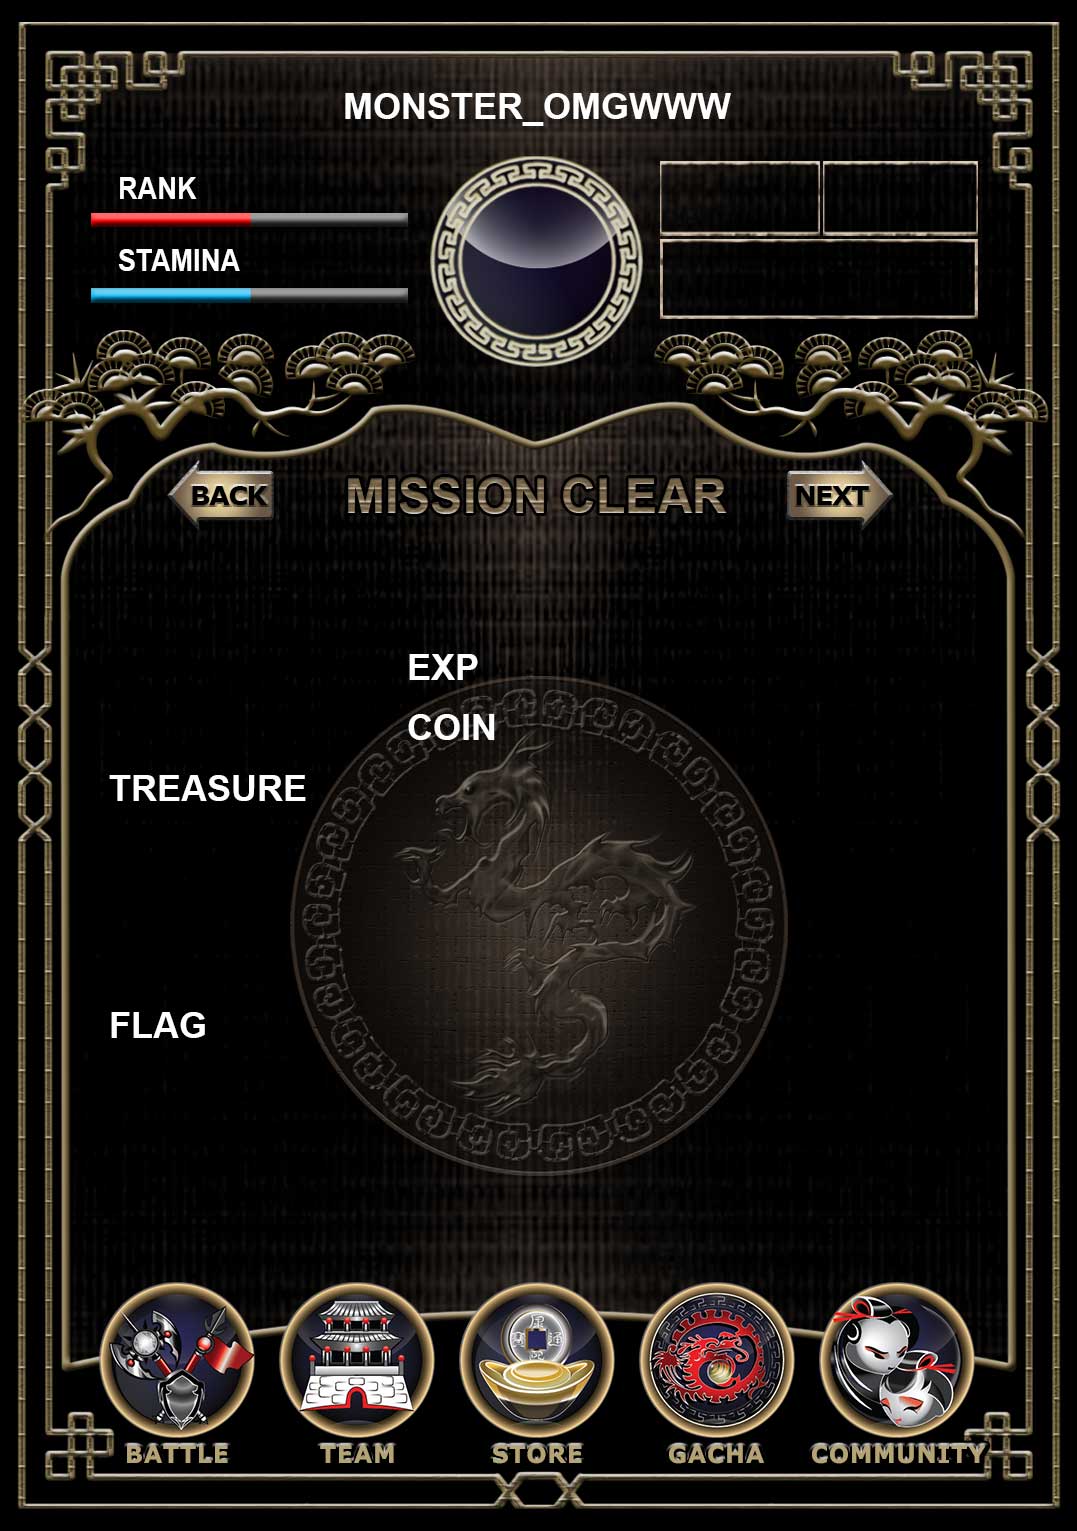 MONSTER_OMGWWW
RANK
STAMINA
BACK
MISSION CLEAR
NEXT
EXP
COIN
TREASURE
FLAG
BATTLE
TEAM
STORE
GACHA
COMMUNITY